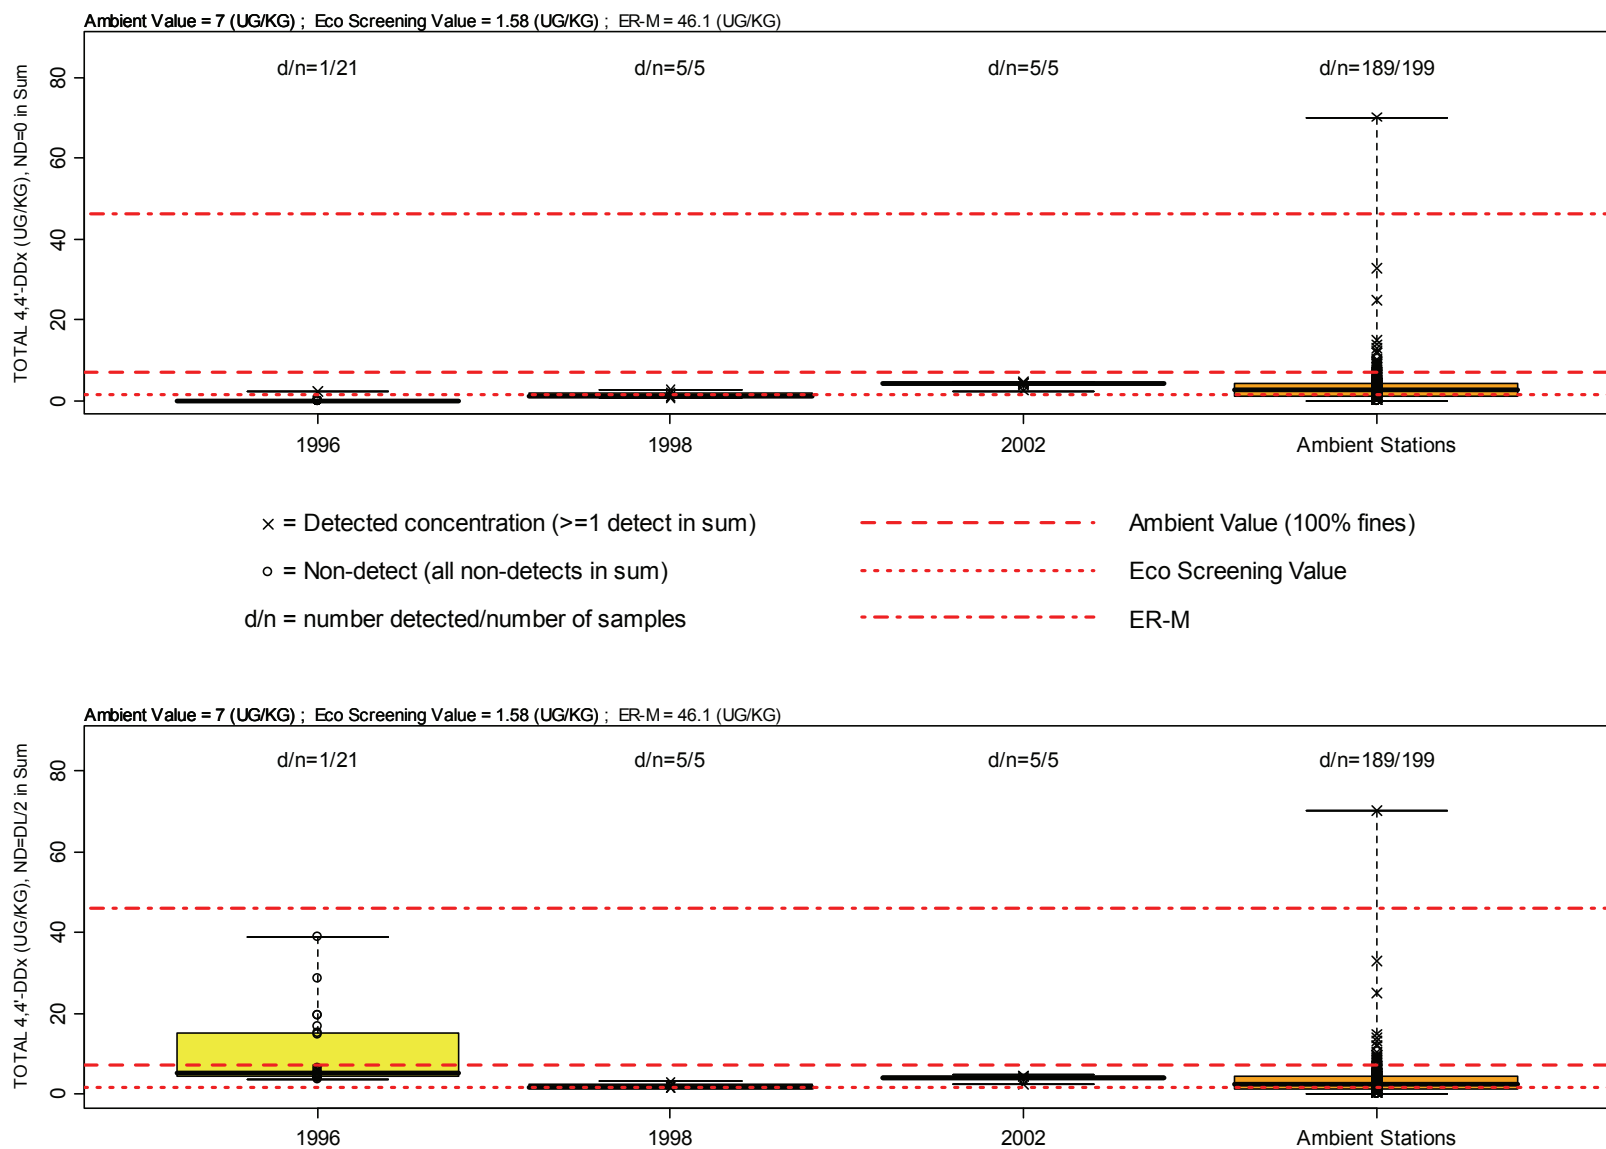 Ambient Value = 7 (UG/KG) ; Eco Screening Value = 1.58 (UG/KG) ; ER-M = 46.1 (UG/KG)
d/n=1/21 d/n=5/5 d/n=5/5 d/n=189/199
TOTAL 4,4'-DDx (UG/KG), ND=0 in Sum
80
60
40
20
0
1996 1998 2002 Ambient Stations
× = Detected concentration (>=1 detect in sum)
o = Non-detect (all non-detects in sum)
d/n = number detected/number of samples
Ambient Value (100% fines)
Eco Screening Value
ER-M
Ambient Value = 7 (UG/KG) ; Eco Screening Value = 1.58 (UG/KG) ; ER-M = 46.1 (UG/KG)
d/n=1/21 d/n=5/5 d/n=5/5 d/n=189/199
TOTAL 4,4'-DDx (UG/KG), ND=DL/2 in Sum
80
60
40
20
0
1996 1998 2002 Ambient Stations